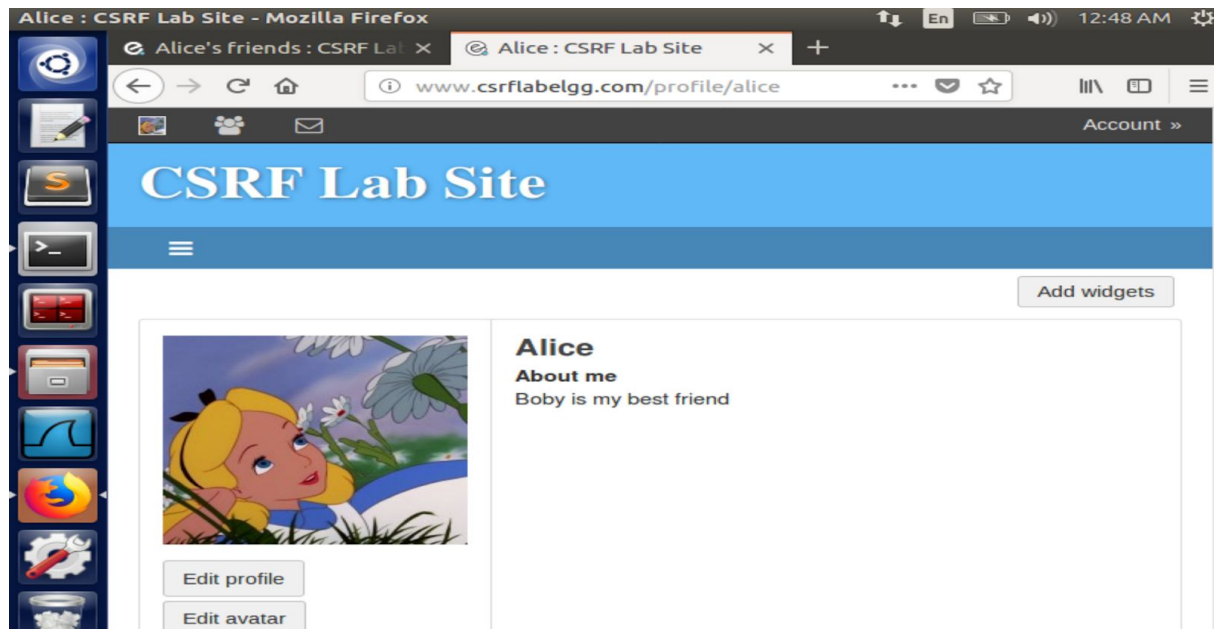 Alice : CSRF Lab Site - Mozilla Firefox
En
12:48 AM
Alice's friends : CSRF Lab
Alice : CSRF Lab Site
www.csrflabelgg.com/profile/alice
Account »
CSRF Lab Site
Add widgets
Alice
About me
Boby is my best friend
Edit profile
Edit avatar